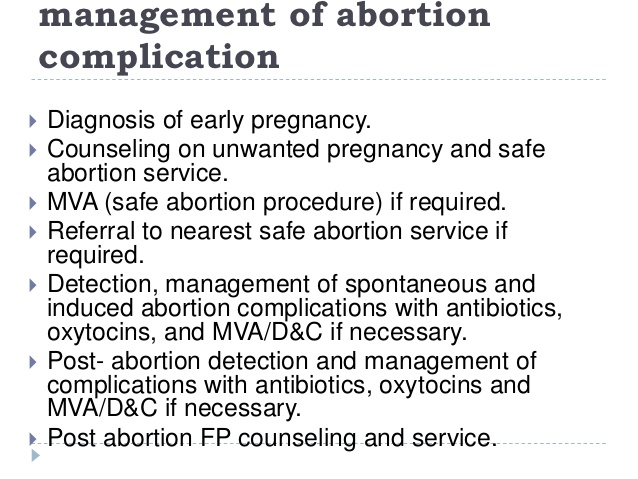 management of abortion
complication
Diagnosis of early pregnancy.
Counseling on unwanted pregnancy and safe
abortion service.
MVA (safe abortion procedure) if required.
Referral to nearest safe abortion service if
required.
Detection, management of spontaneous and
induced abortion complications with antibiotics,
oxytocins, and MVA/D&C if necessary.
Post- abortion detection and management of
complications with antibiotics, oxytocins and
MVA/D&C if necessary.
Post abortion FP counseling and service.